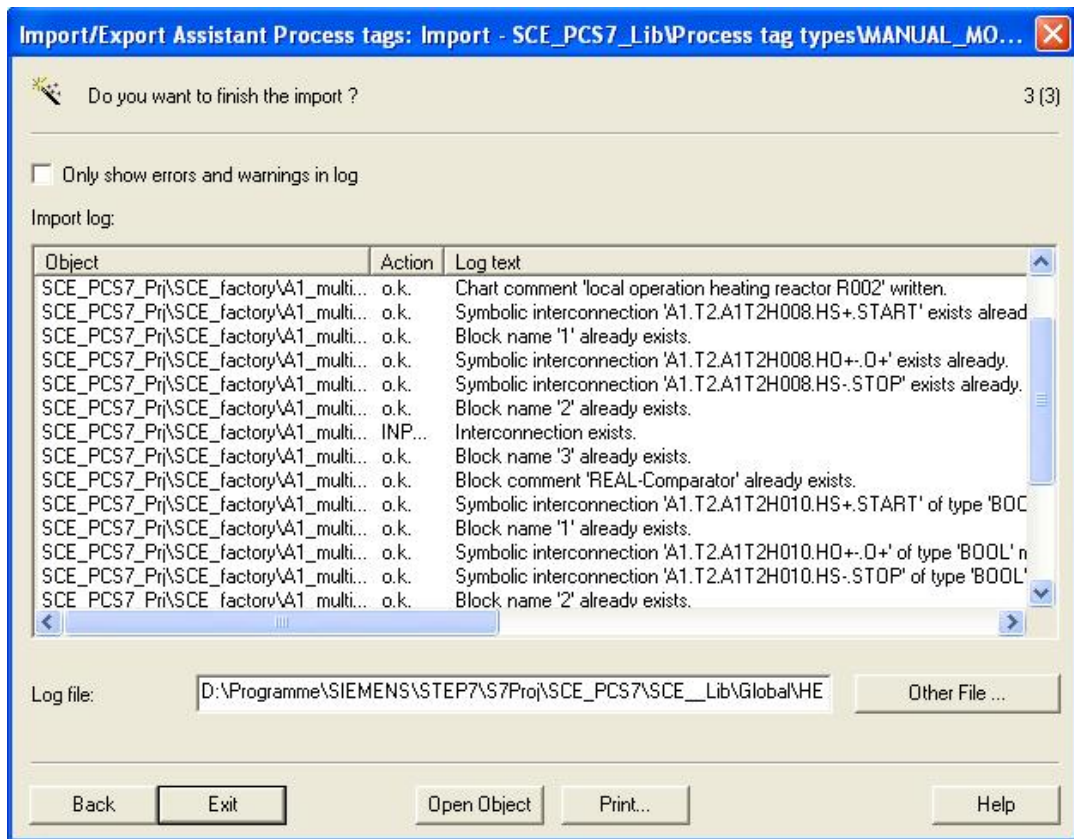 Import/Export Assistant Process tags: Import - SCE_PCS7_Lib\Process tag types\MANUAL_MO...
Do you want to finish the import ?
3 (3)
Only show errors and warnings in log
Import log:
Object Action Log text
SCE_PCS7_Prj\SCE_factory\A1_multi... o.k. Chart comment 'local operation heating reactor R002' written.
SCE_PCS7_Prj\SCE_factory\A1_multi... o.k. Symbolic interconnection 'A1.T2.A1T2H008.HS+.START' exists alread
SCE_PCS7_Prj\SCE_factory\A1_multi... o.k. Block name '1' already exists.
SCE_PCS7_Prj\SCE_factory\A1_multi... o.k. Symbolic interconnection 'A1.T2.A1T2H008.HO+-.O+' exists already.
SCE_PCS7_Prj\SCE_factory\A1_multi... o.k. Symbolic interconnection 'A1.T2.A1T2H008.HS-.STOP' exists already.
SCE_PCS7_Prj\SCE_factory\A1_multi... o.k. Block name '2' already exists.
SCE_PCS7_Prj\SCE_factory\A1_multi... INP... Interconnection exists.
SCE_PCS7_Prj\SCE_factory\A1_multi... o.k. Block name '3' already exists.
SCE_PCS7_Prj\SCE_factory\A1_multi... o.k. Block comment 'REAL-Comparator' already exists.
SCE_PCS7_Prj\SCE_factory\A1_multi... o.k. Symbolic interconnection 'A1.T2.A1T2H010.HS+.START' of type 'BOO
SCE_PCS7_Prj\SCE_factory\A1_multi... o.k. Block name '1' already exists.
SCE_PCS7_Prj\SCE_factory\A1_multi... o.k. Symbolic interconnection 'A1.T2.A1T2H010.HO+-.O+' of type 'BOOL' n
SCE_PCS7_Prj\SCE_factory\A1_multi... o.k. Symbolic interconnection 'A1.T2.A1T2H010.HS-.STOP' of type 'BOOL'
SCE_PCS7_Prj\SCE_factory\A1_multi... o.k. Block name '2' already exists.
Log file: D:\Programme\SIEMENS\STEP7\S7Proj\SCE_PCS7\SCE__Lib\Global\HE Other File ...
Back Exit Open Object Print... Help